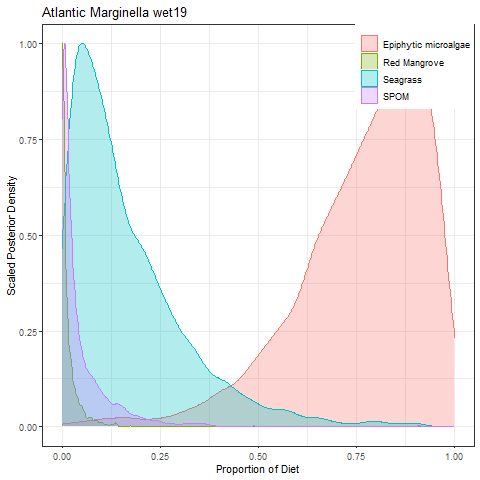 Atlantic Marginella wet19
Epiphytic microalgae
Red Mangrove
Seagrass
SPOM
Scaled Posterior Density
1.00
0.75
0.50
0.25
0.00
0.00 0.25 0.50 0.75 1.00
Proportion of Diet